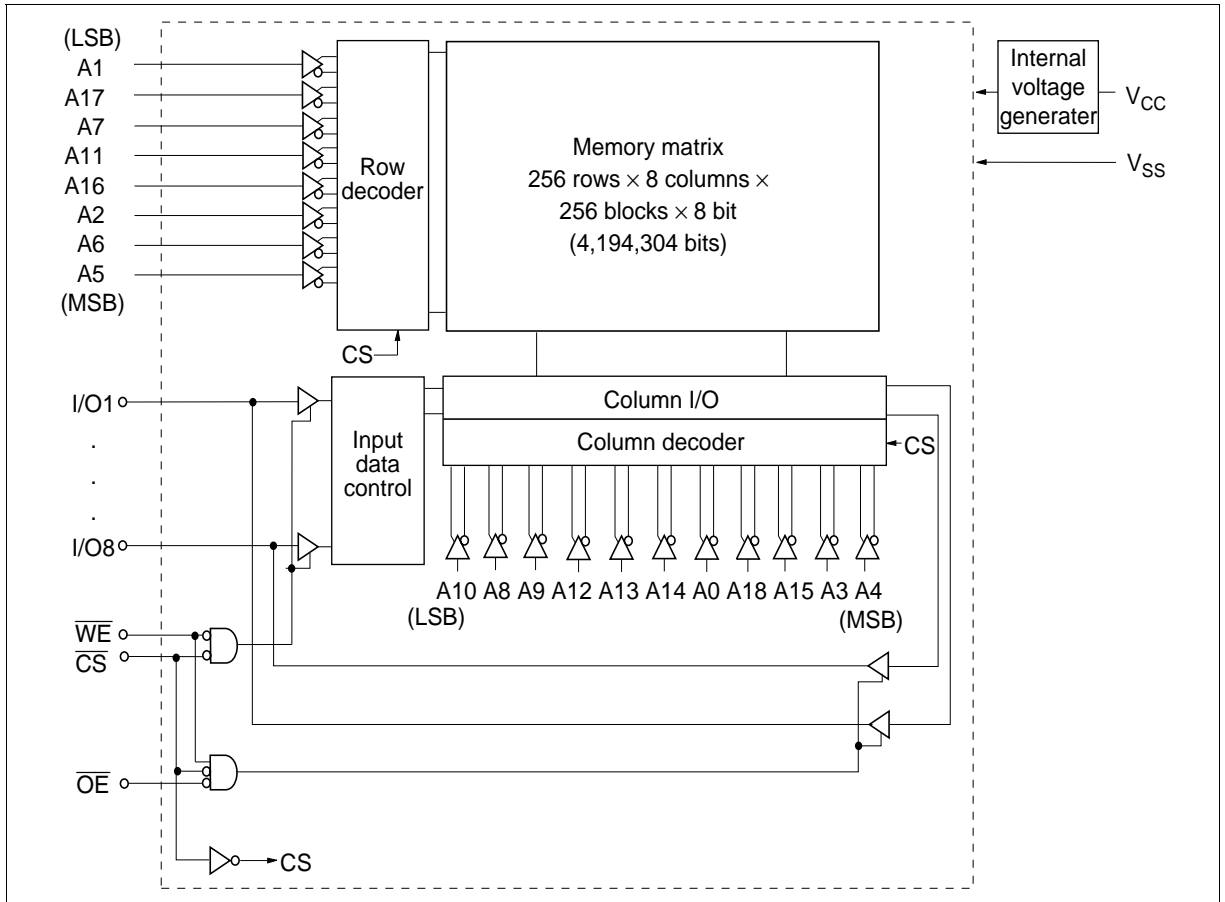 (LSB)
A1
A17
A7
A11
A16
A2
A6
A5
(MSB)
Row
decoder
CS
Memory matrix
256 rows × 8 columns ×
256 blocks × 8 bit
(4,194,304 bits)
Internal
voltage
generater
VCC
VSS
I/O1
.
.
.
I/O8
Input
data
control
Column I/O
Column decoder
CS
A10 A8 A9 A12 A13 A14 A0 A18 A15 A3 A4
(LSB) (MSB)
WE
CS
OE
CS